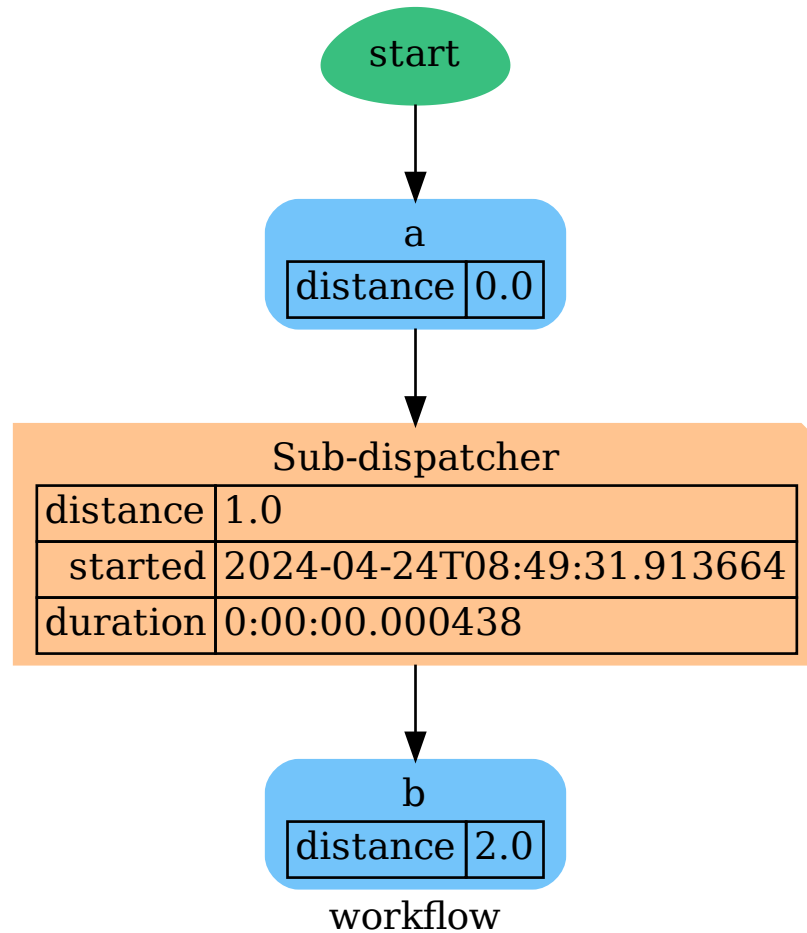 start
a
distance 0.0
Sub-dispatcher
distance 1.0
started 2024-04-24T08:49:31.913664
duration 0:00:00.000438
b
distance 2.0
workflow